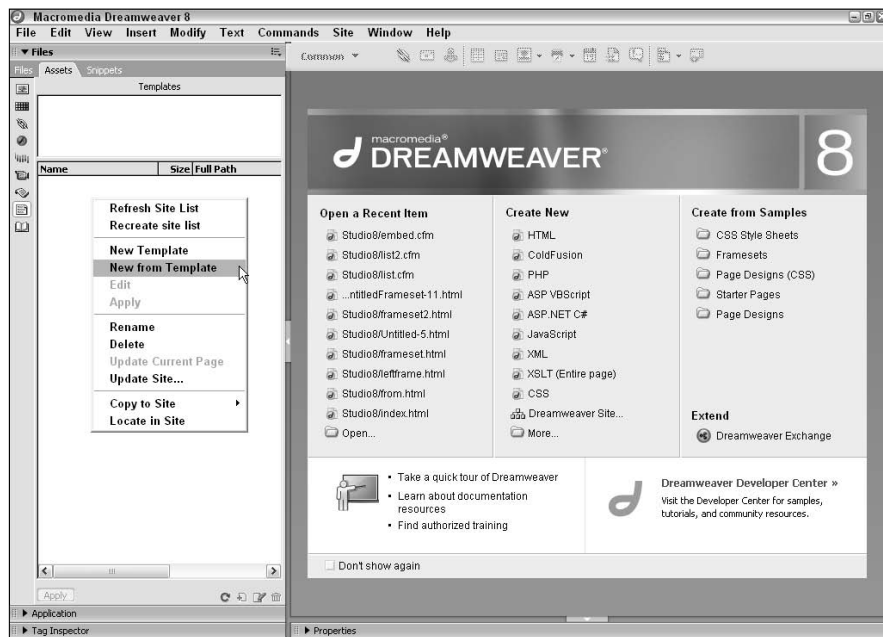 Macromedia Dreamweaver 8
File Edit View Insert Modify Text Commands Site Window Help
Files
Files Assets Snippets
Templates
Name Size Full Path
Refresh Site List
Recreate site list
New Template
New from Template
Edit
Apply
Rename
Delete
Update Current Page
Update Site...
Copy to Site
Locate in Site
Apply
Application
Tag Inspector
Common
macromedia®
DREAMWEAVER®
8
Open a Recent Item
Studio8/embed.cfm
Studio8/list2.cfm
Studio8/list.cfm
...ntitledFrameset-11.html
Studio8/frameset2.html
Studio8/Untitled-5.html
Studio8/frameset.html
Studio8/leftframe.html
Studio8/from.html
Studio8/index.html
Open...
Create New
HTML
ColdFusion
PHP
ASP VBScript
ASP.NET C#
JavaScript
XML
XSLT (Entire page)
CSS
Dreamweaver Site...
More...
Create from Samples
CSS Style Sheets
Framesets
Page Designs (CSS)
Starter Pages
Page Designs
Extend
Dreamweaver Exchange
Take a quick tour of Dreamweaver
Learn about documentation
resources
Find authorized training
Dreamweaver Developer Center »
Visit the Developer Center for samples,
tutorials, and community resources.
Don't show again
Properties